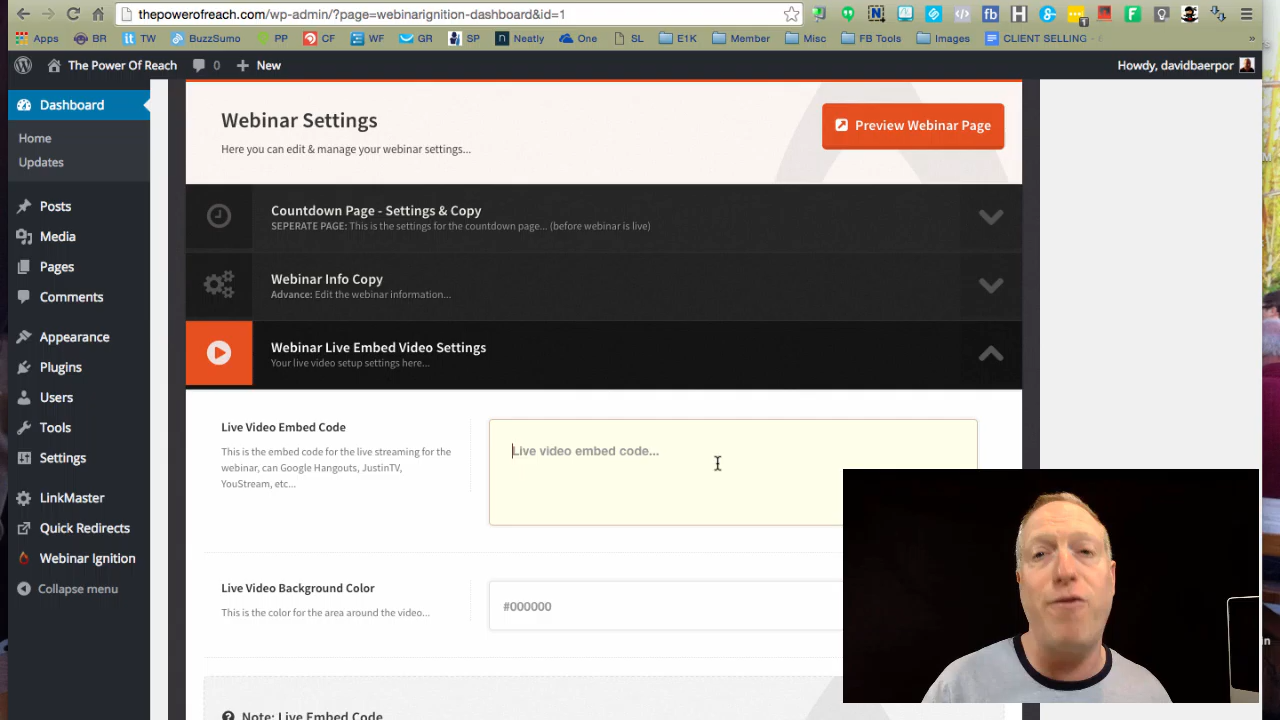 thepowerofreach.com/wp-admin/?page=webinarignition-dashboard&id=1
Apps BR TW BuzzSumo PP CF WF GR SP Neatly One SL E1K Member Misc FB Tools Images CLIENT SELLING - »
The Power Of Reach 0 New Howdy, davidbaerpor
Dashboard
Home
Updates
Posts
Media
Pages
Comments
Appearance
Plugins
Users
Tools
Settings
LinkMaster
Quick Redirects
Webinar Ignition
Collapse menu
Webinar Settings
Here you can edit & manage your webinar settings...
Preview Webinar Page
Countdown Page - Settings & Copy
SEPERATE PAGE: This is the settings for the countdown page... (before webinar is live)
Webinar Info Copy
Advance: Edit the webinar information...
Webinar Live Embed Video Settings
Your live video setup settings here...
Live Video Embed Code
This is the embed code for the live streaming for the
webinar, can Google Hangouts, JustinTV,
YouStream, etc...
Live video embed code...
Live Video Background Color
This is the color for the area around the video...
#000000
Note: Live Embed Code